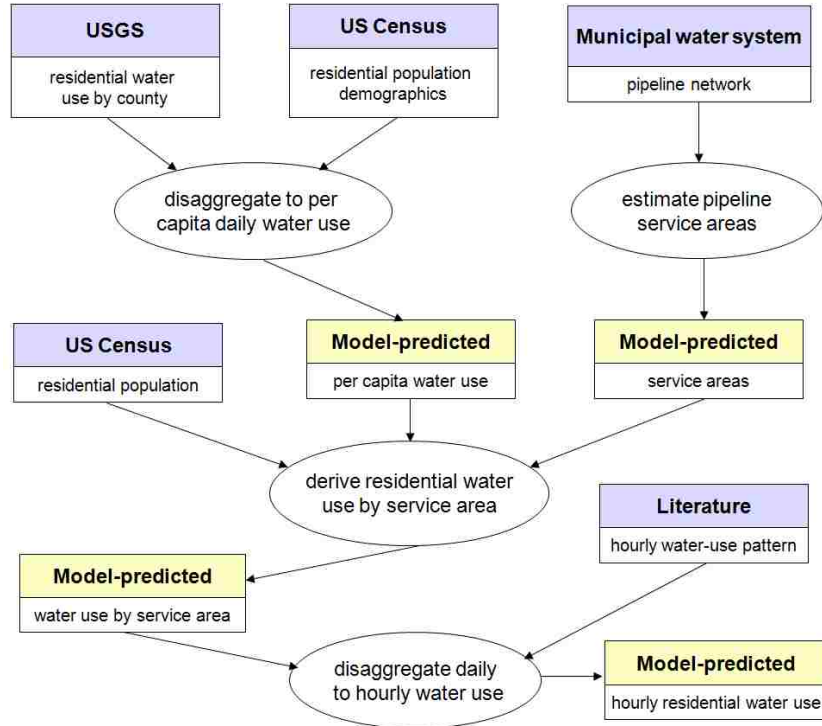 USGS
residential water
use by county
US Census
residential population
demographics
Municipal water system
pipeline network
disaggregate to per
capita daily water use
estimate pipeline
service areas
US Census
residential population
Model-predicted
per capita water use
Model-predicted
service areas
derive residential water
use by service area
Literature
hourly water-use pattern
Model-predicted
water use by service area
disaggregate daily
to hourly water use
Model-predicted
hourly residential water use